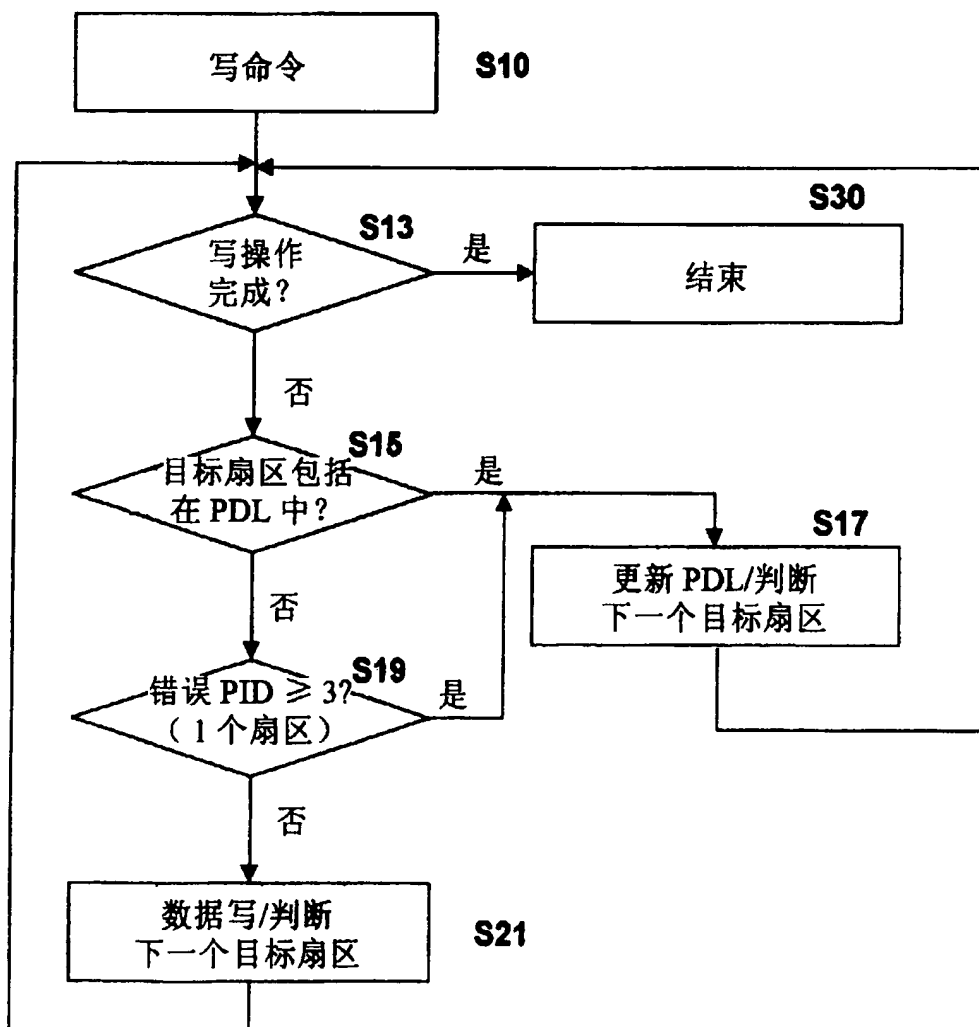 写命令
S10
S30
S13
写操作
完成？
是
结束
否
S15
目标扇区包括
在 PDL 中？
是
S17
更新 PDL/判断
下一个目标扇区
否
S19
错误 PID ≥ 3?
（1 个扇区）
是
否
数据写/判断
下一个目标扇区
S21